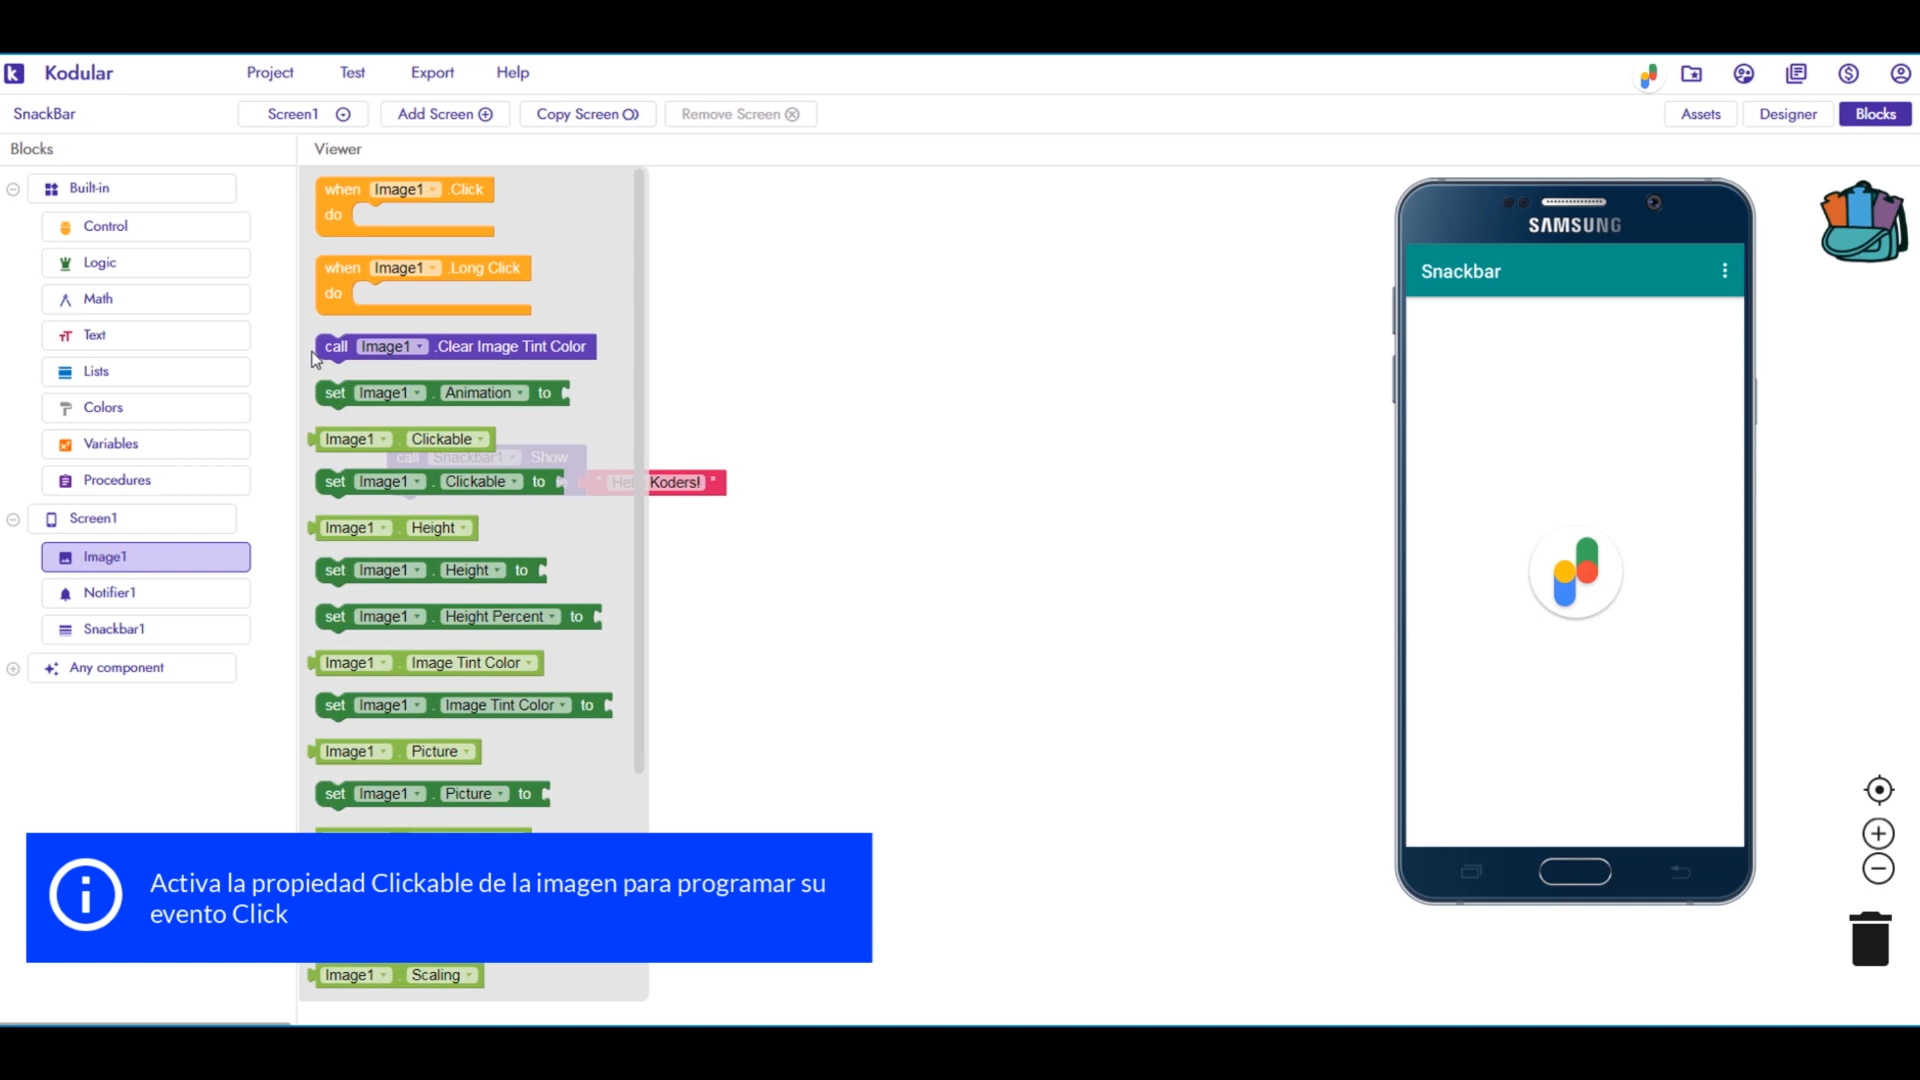 Kodular Project Test Export Help
SnackBar Screen1 Add Screen Copy Screen Remove Screen Assets Designer Blocks
Blocks Viewer
Built-in
Control
Logic
Math
Text
Lists
Colors
Variables
Procedures
Screen1
Image1
Notifier1
Snackbar1
Any component
when Image1 .Click
do
when Image1 .Long Click
do
call Image1 .Clear Image Tint Color
set Image1 . Animation to
Image1 . Clickable
call Snackbar1 .Show
set Image1 . Clickable to
" Hello Koders! "
Image1 . Height
set Image1 . Height to
set Image1 . Height Percent to
Image1 . Image Tint Color
set Image1 . Image Tint Color to
Image1 . Picture
set Image1 . Picture to
Image1 . Scaling
SAMSUNG
Snackbar
Activa la propiedad Clickable de la imagen para programar su
evento Click